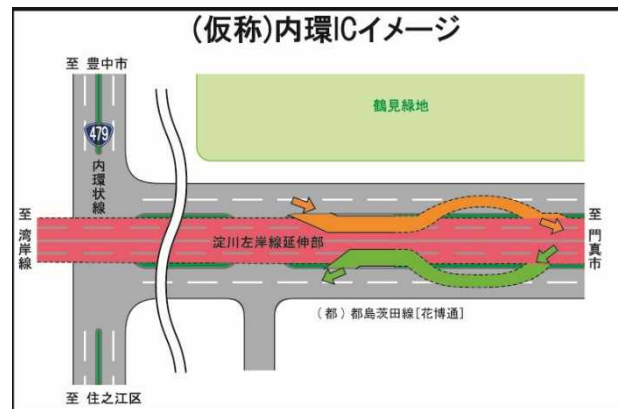 (仮称)内環ICイメージ
至 豊中市
鶴見緑地
479
内環状線
至 湾岸線
淀川左岸線延伸部
至 門真市
(都)都島茨田線[花博通]
至 住之江区